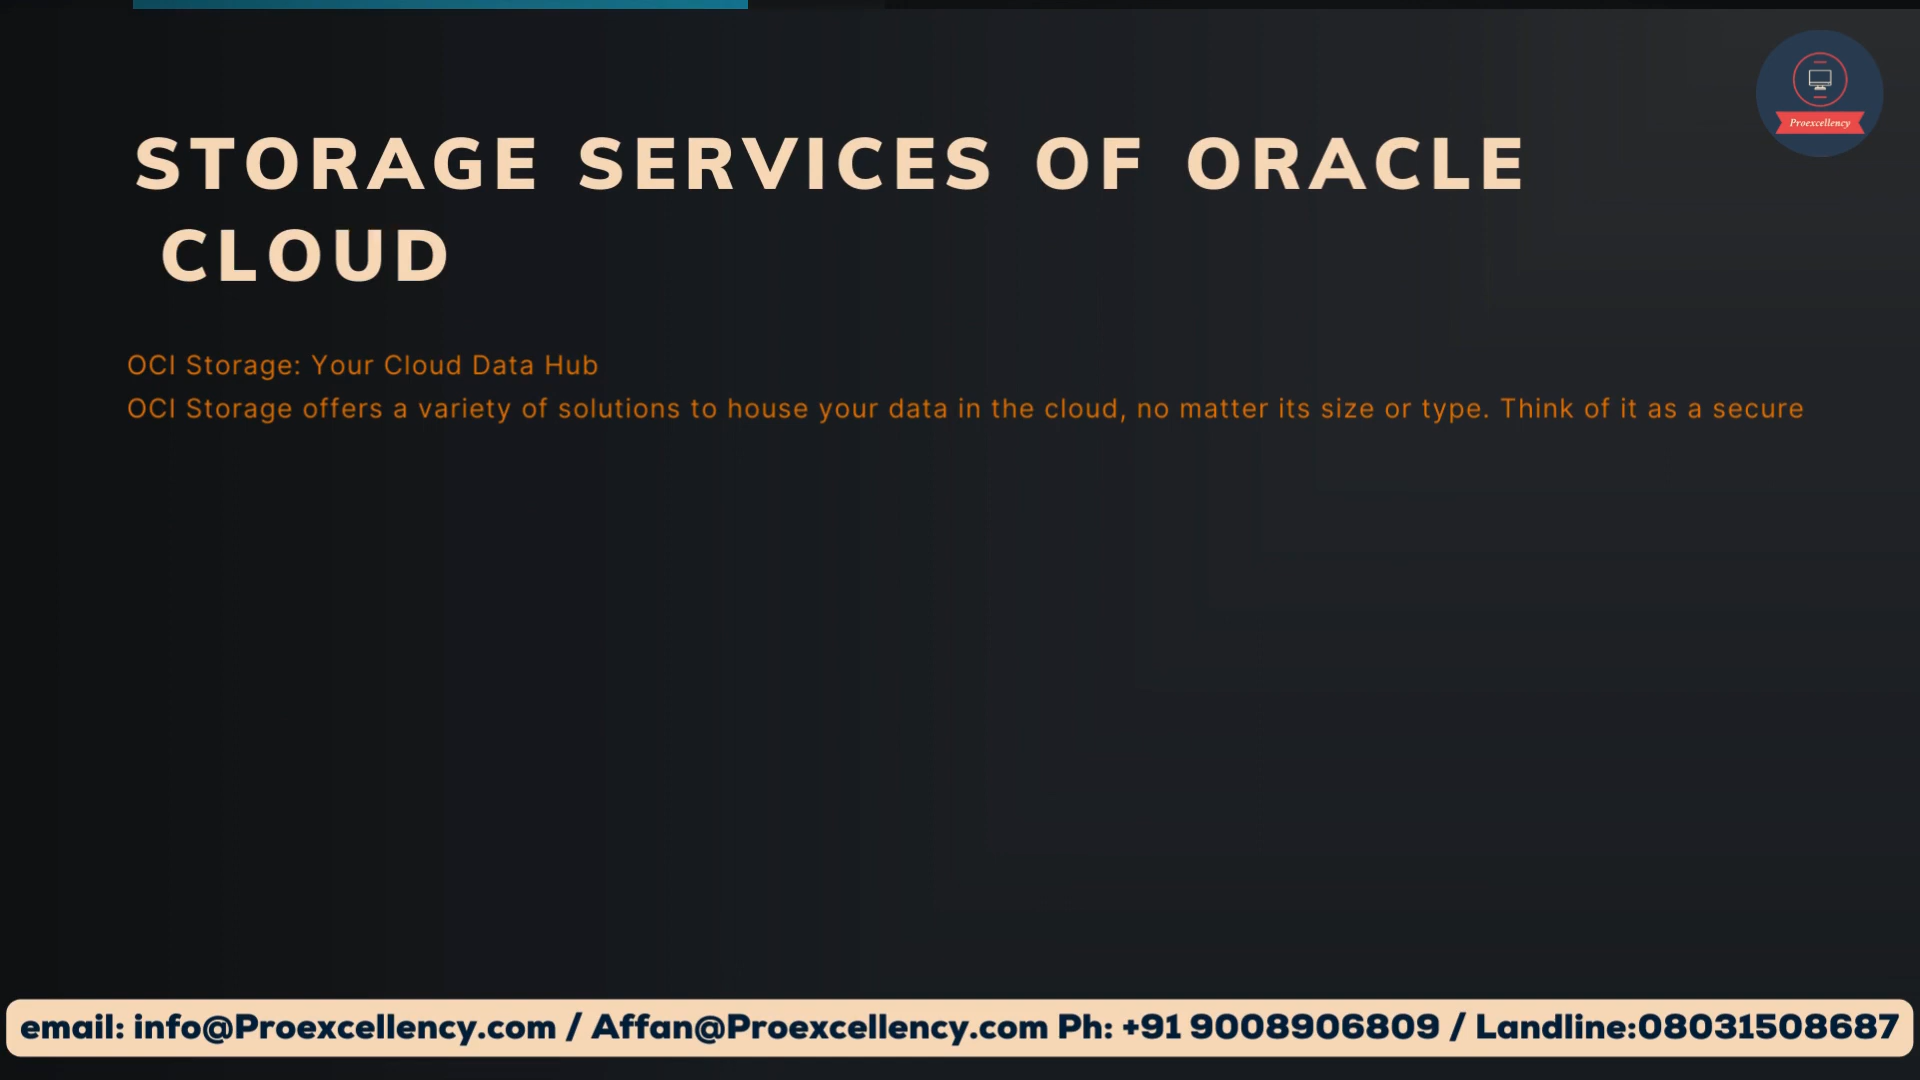 Proexcellency
STORAGE SERVICES OF ORACLE
CLOUD
OCI Storage: Your Cloud Data Hub
OCI Storage offers a variety of solutions to house your data in the cloud, no matter its size or type. Think of it as a secure
email: info@Proexcellency.com / Affan@Proexcellency.com Ph: +91 9008906809 / Landline:08031508687